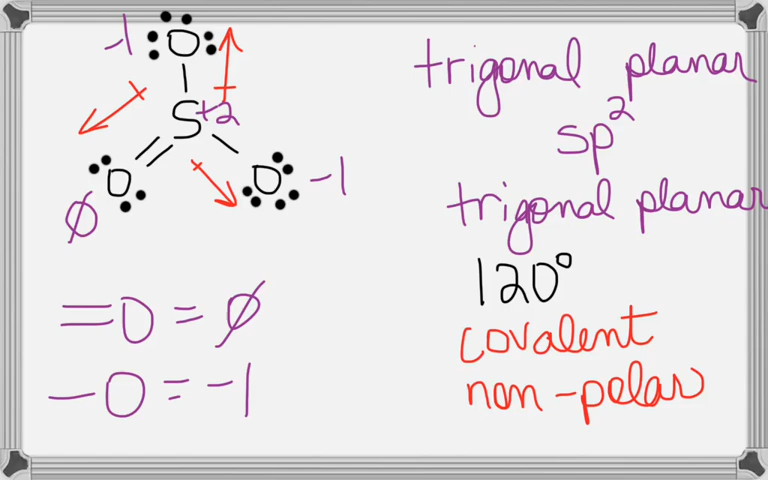 -1 O
S +2
O O -1
∅
trigonal planar
sp²
trigonal planar
120°
covalent
non-polar
=O = ∅
-O = -1